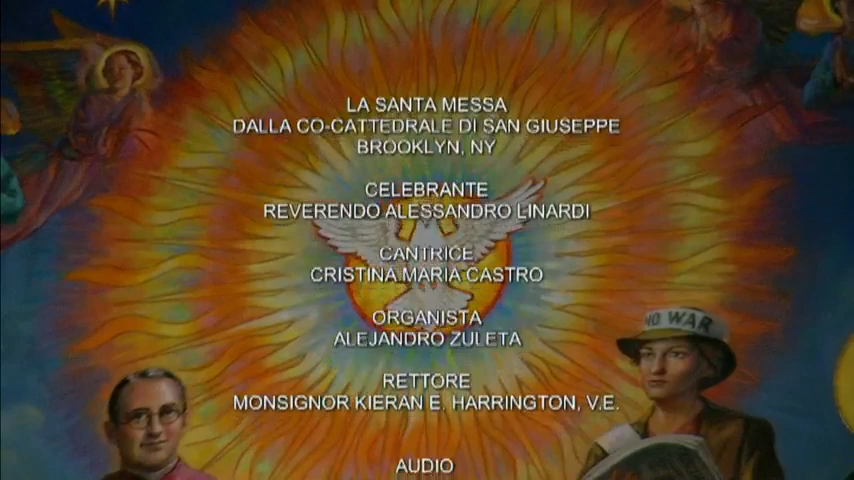 LA SANTA MESSA
DALLA CO-CATTEDRALE DI SAN GIUSEPPE
BROOKLYN, NY
CELEBRANTE
REVERENDO ALESSANDRO LINARDI
CANTRICE
CRISTINA MARIA CASTRO
ORGANISTA
ALEJANDRO ZULETA
NO WAR
RETTORE
MONSIGNOR KIERAN E. HARRINGTON, V.E.
AUDIO